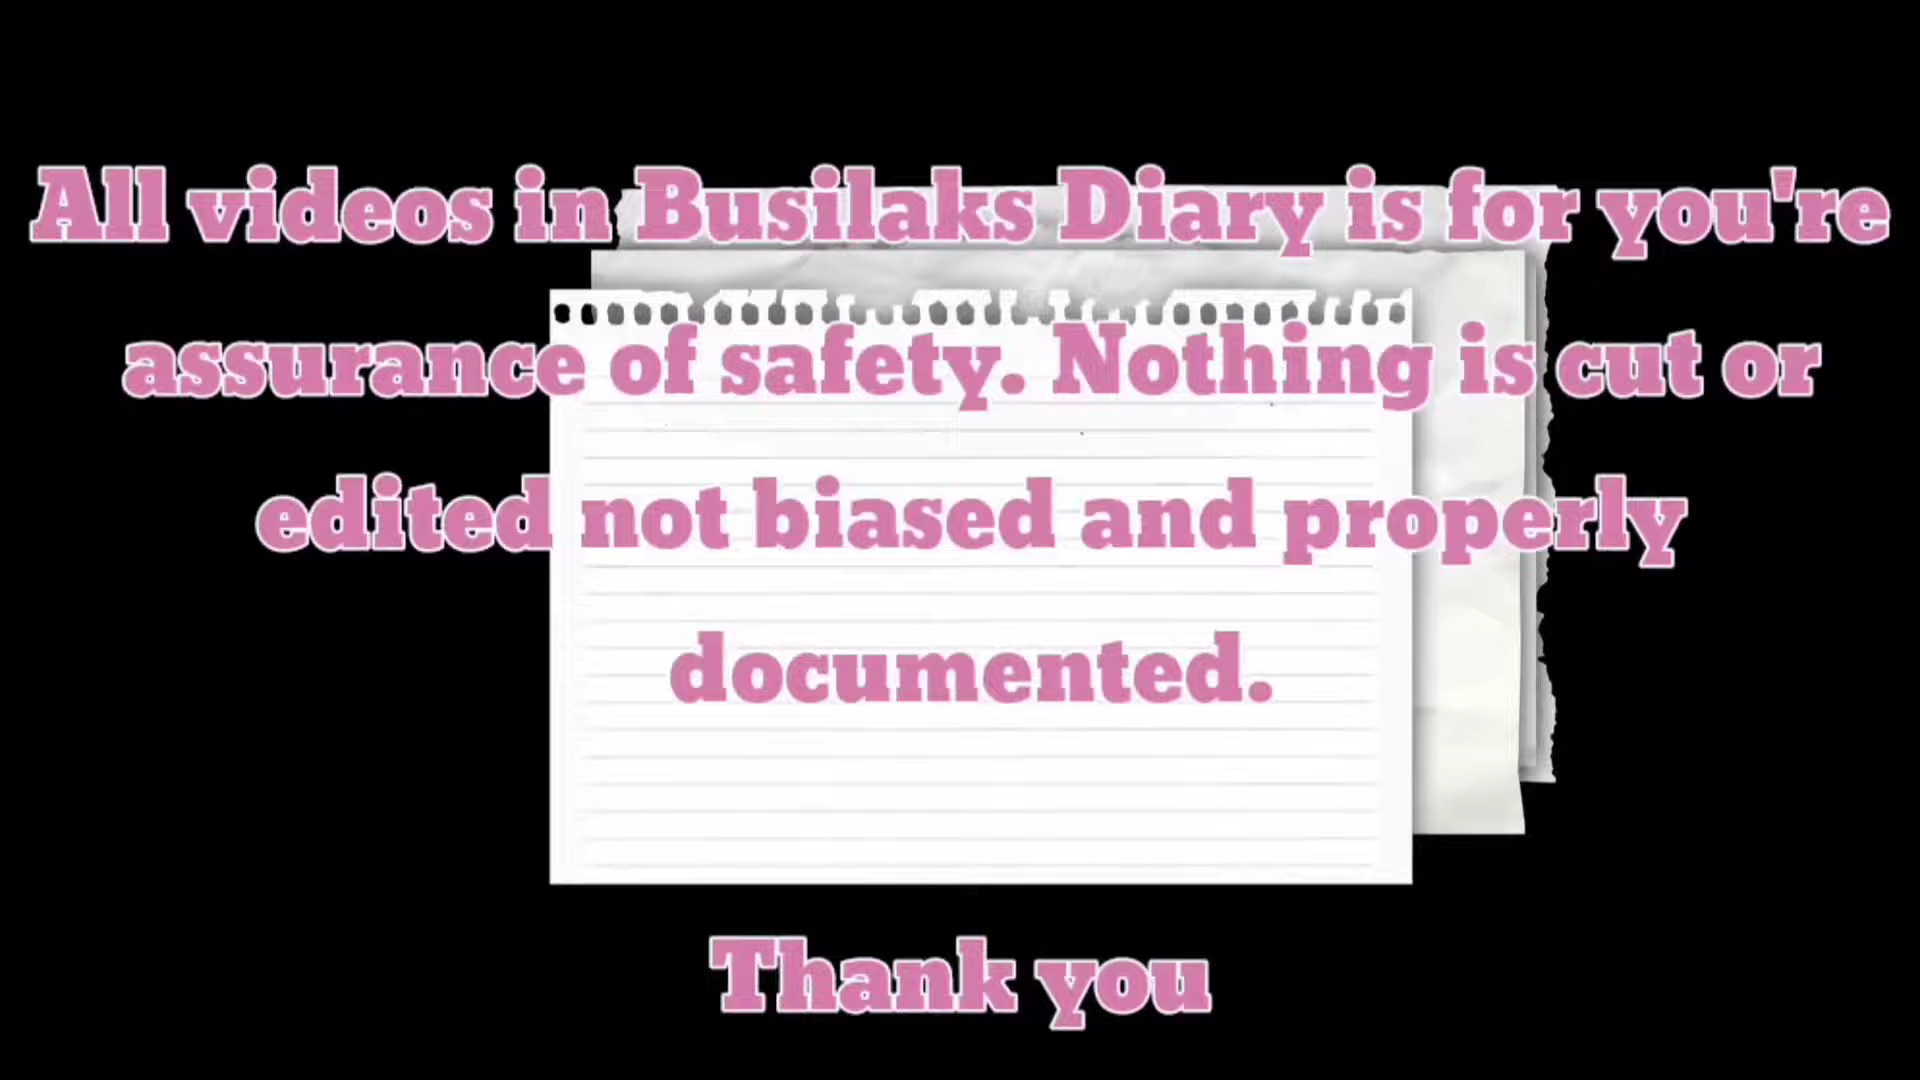 All videos in Busilaks Diary is for you're
assurance of safety. Nothing is cut or
edited not biased and properly
documented.
Thank you